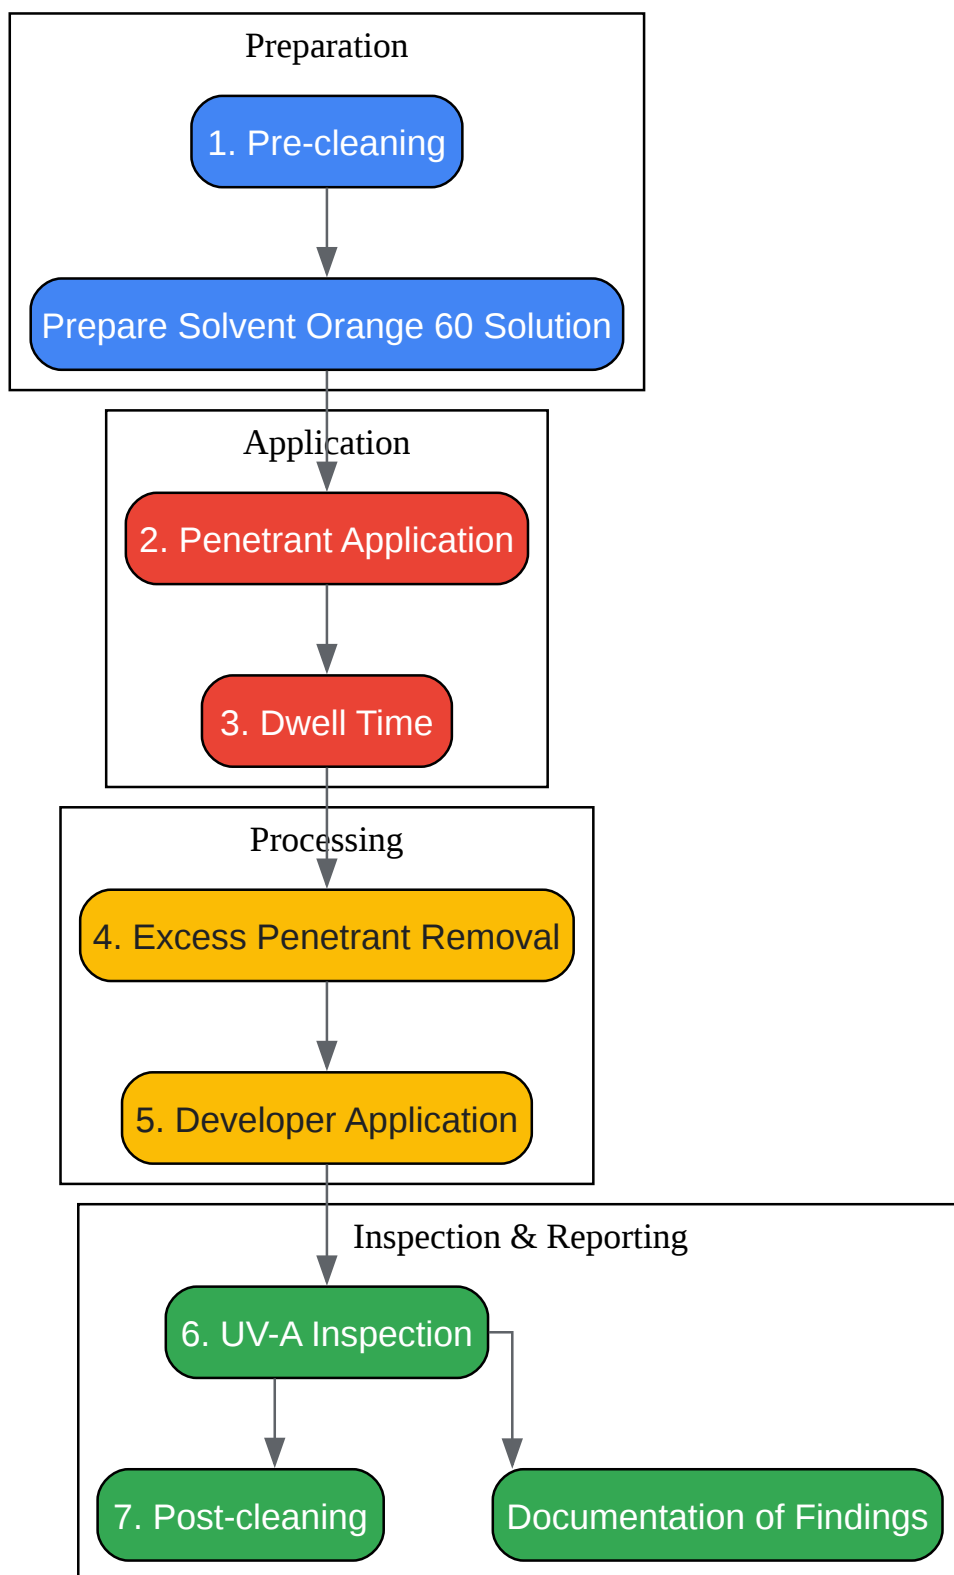 Preparation
1. Pre-cleaning
Prepare Solvent Orange 60 Solution
Application
2. Penetrant Application
3. Dwell Time
Processing
4. Excess Penetrant Removal
5. Developer Application
Inspection & Reporting
6. UV-A Inspection
7. Post-cleaning
Documentation of Findings